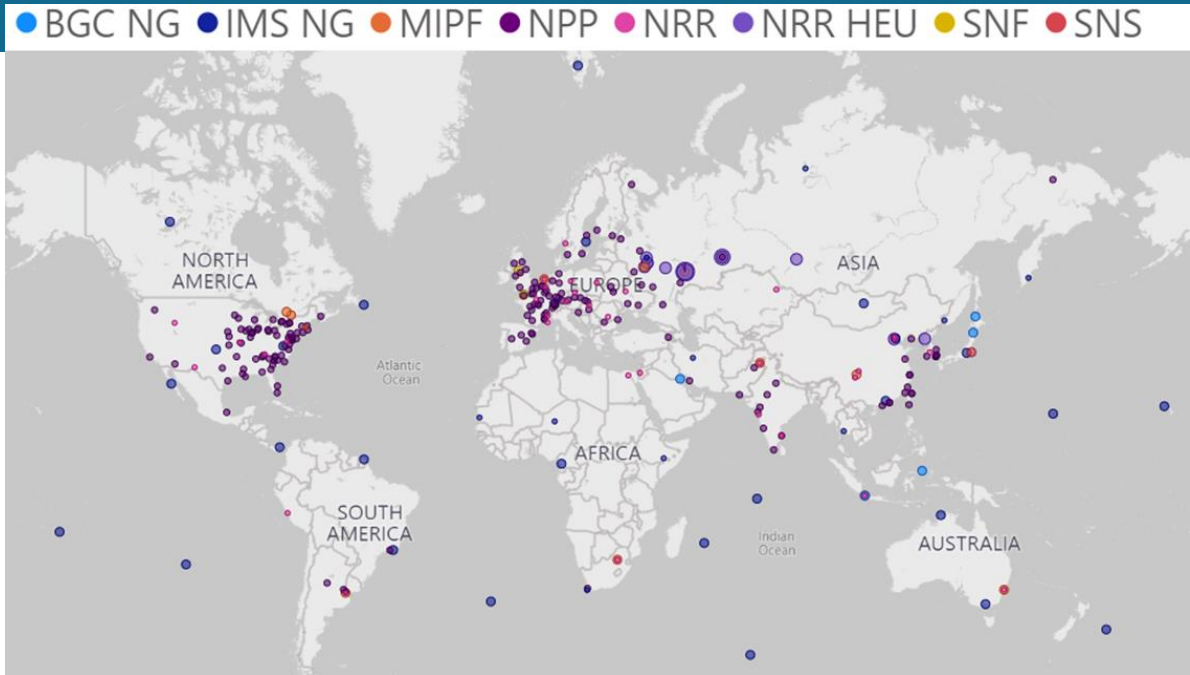 BGC NG IMS NG MIPF NPP NRR NRR HEU SNF SNS
NORTH
AMERICA
EUROPE
ASIA
Atlantic
Ocean
AFRICA
SOUTH
AMERICA
Indian
Ocean
AUSTRALIA